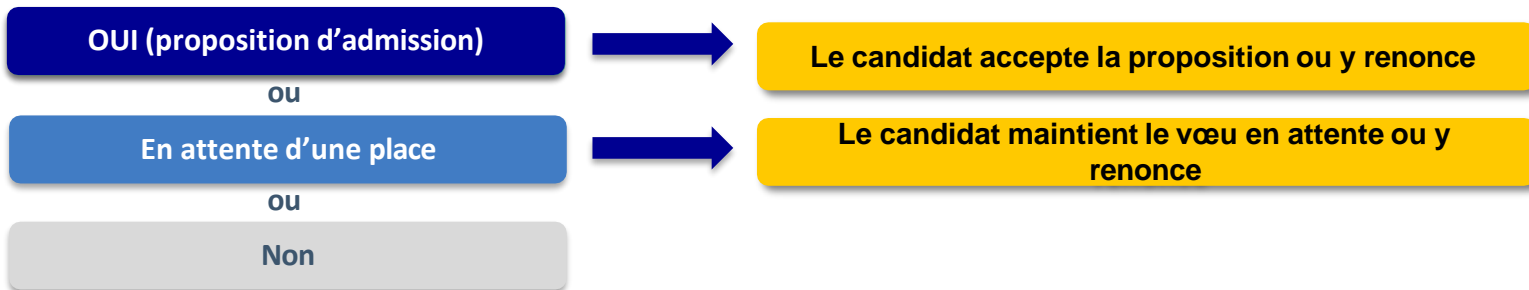 OUI (proposition d’admission)
Le candidat accepte la proposition ou y renonce
ou
En attente d’une place
Le candidat maintient le vœu en attente ou y
renonce
ou
Non